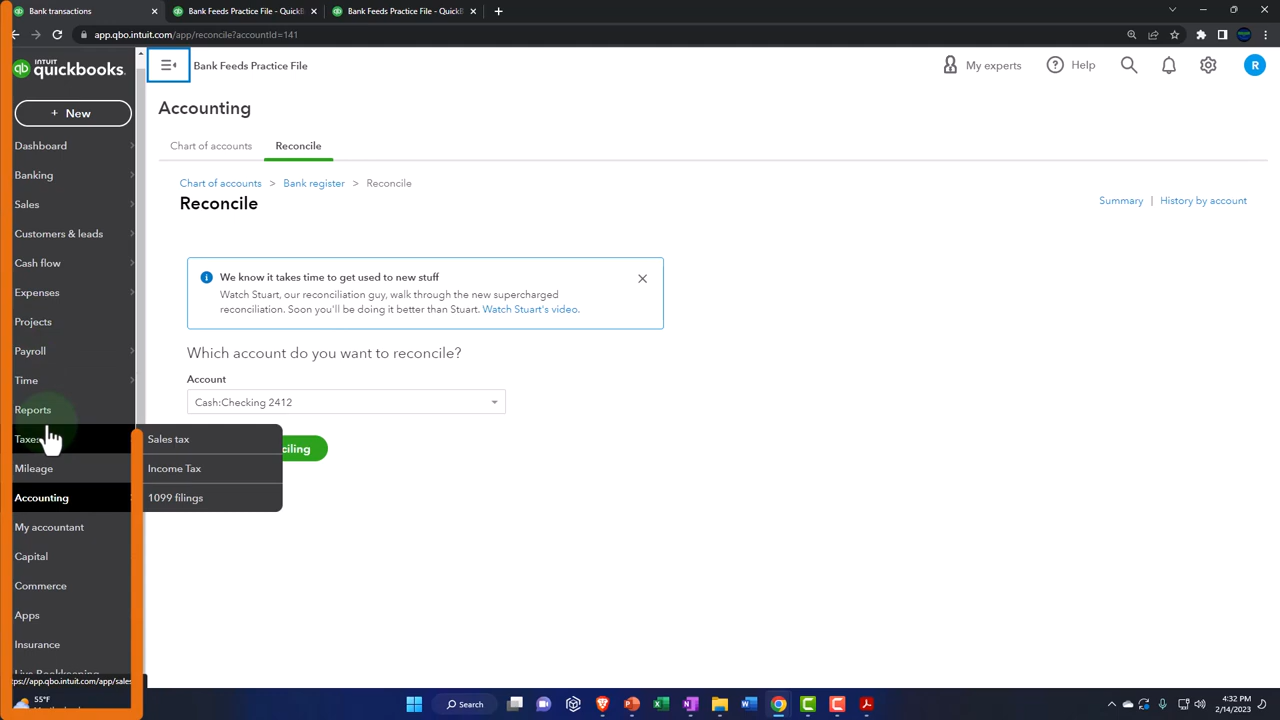 Bank transactions
QuickBooks Practice File - QuickB
QuickBooks Practice File - QuickB
app.qbo.intuit.com/app/reconcile?accountId=141
INTUIT
quickbooks.
Bank Feeds Practice File
My experts
Help
R
+ New
Accounting
Dashboard
Banking
Sales
Customers & leads
Cash flow
Expenses
Projects
Payroll
Time
Reports
Taxes
Mileage
Accounting
My accountant
Capital
Commerce
Apps
Insurance
Live Bookkeeping
Sales tax
Income Tax
1099 filings
Chart of accounts
Reconcile
Chart of accounts > Bank register > Reconcile
Reconcile
Summary | History by account
We know it takes time to get used to new stuff
Watch Stuart, our reconciliation guy, walk through the new supercharged
reconciliation. Soon you'll be doing it better than Stuart. Watch Stuart's video.
Which account do you want to reconcile?
Account
Cash:Checking 2412
ciling
ttps://app.qbo.intuit.com/app/sales
55°F
Search
4:32 PM
2/14/2023